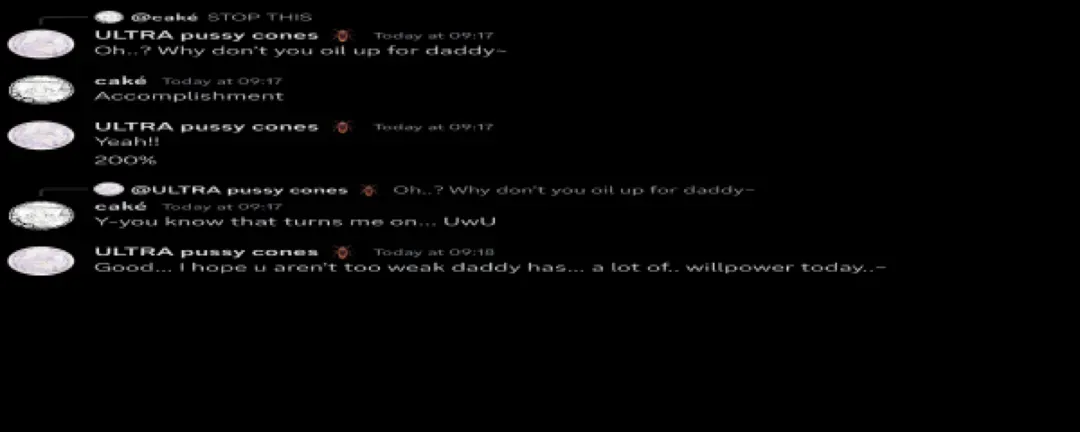 @caké STOP THIS
ULTRA pussy cones Today at 09:17
Oh..? Why don't you oil up for daddy~
caké Today at 09:17
Accomplishment
ULTRA pussy cones Today at 09:17
Yeah!!
200%
@ULTRA pussy cones Oh..? Why don't you oil up for daddy~
caké Today at 09:17
Y-you know that turns me on... UwU
ULTRA pussy cones Today at 09:18
Good... I hope u aren't too weak daddy has... a lot of.. willpower today..~